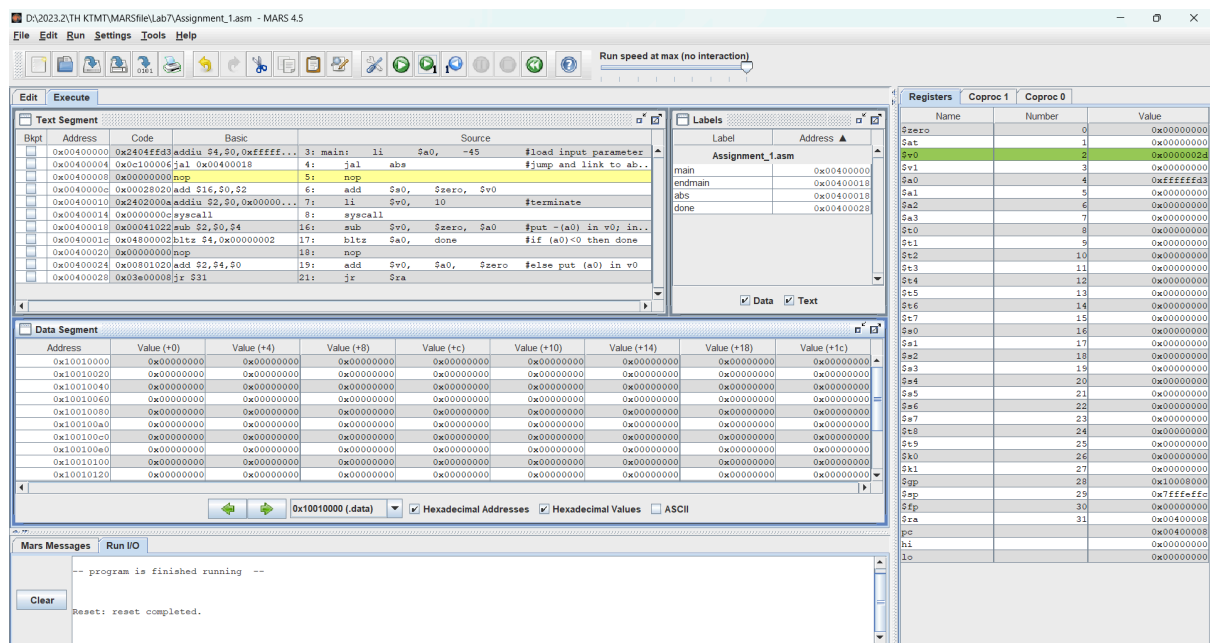 D:\2023.2\TH KTMT\MARSfile\Lab7\Assignment_1.asm - MARS 4.5
File Edit Run Settings Tools Help
Run speed at max (no interaction)
Edit Execute
Text Segment
Bkpt Address Code Basic Source
0x00400000 0x2404ffd3 addiu $4,$0,0xfffff... 3: main: li $a0, -45 #load input parameter
0x00400004 0x0c100006 jal 0x00400018 4: jal abs #jump and link to ab..
0x00400008 0x00000000 nop 5: nop
0x0040000c 0x00028020 add $16,$0,$2 6: add $s0, $zero, $v0
0x00400010 0x2402000a addiu $2,$0,0x00000... 7: li $v0, 10 #terminate
0x00400014 0x0000000c syscall 8: syscall
0x00400018 0x00041022 sub $2,$0,$4 16: sub $v0, $zero, $a0 #put -(a0) in v0; in..
0x0040001c 0x04800002 bltz $4,0x00000002 17: bltz $a0, done #if (a0)<0 then done
0x00400020 0x00000000 nop 18: nop
0x00400024 0x00801020 add $2,$4,$0 19: add $v0, $a0, $zero #else put (a0) in v0
0x00400028 0x03e00008 jr $31 21: jr $ra
Labels
Label Address ▲
Assignment_1.asm
main 0x00400000
endmain 0x00400018
abs 0x00400018
done 0x00400028
Data Text
Data Segment
Address Value (+0) Value (+4) Value (+8) Value (+c) Value (+10) Value (+14) Value (+18) Value (+1c)
0x10010000 0x00000000 0x00000000 0x00000000 0x00000000 0x00000000 0x00000000 0x00000000 0x00000000
0x10010020 0x00000000 0x00000000 0x00000000 0x00000000 0x00000000 0x00000000 0x00000000 0x00000000
0x10010040 0x00000000 0x00000000 0x00000000 0x00000000 0x00000000 0x00000000 0x00000000 0x00000000
0x10010060 0x00000000 0x00000000 0x00000000 0x00000000 0x00000000 0x00000000 0x00000000 0x00000000
0x10010080 0x00000000 0x00000000 0x00000000 0x00000000 0x00000000 0x00000000 0x00000000 0x00000000
0x100100a0 0x00000000 0x00000000 0x00000000 0x00000000 0x00000000 0x00000000 0x00000000 0x00000000
0x100100c0 0x00000000 0x00000000 0x00000000 0x00000000 0x00000000 0x00000000 0x00000000 0x00000000
0x100100e0 0x00000000 0x00000000 0x00000000 0x00000000 0x00000000 0x00000000 0x00000000 0x00000000
0x10010100 0x00000000 0x00000000 0x00000000 0x00000000 0x00000000 0x00000000 0x00000000 0x00000000
0x10010120 0x00000000 0x00000000 0x00000000 0x00000000 0x00000000 0x00000000 0x00000000 0x00000000
0x10010000 (.data) Hexadecimal Addresses Hexadecimal Values ASCII
Mars Messages Run I/O
-- program is finished running --
Clear
Reset: reset completed.
Registers Coproc 1 Coproc 0
Name Number Value
$zero 0 0x00000000
$at 1 0x00000000
$v0 2 0x0000002d
$v1 3 0x00000000
$a0 4 0xffffffd3
$a1 5 0x00000000
$a2 6 0x00000000
$a3 7 0x00000000
$t0 8 0x00000000
$t1 9 0x00000000
$t2 10 0x00000000
$t3 11 0x00000000
$t4 12 0x00000000
$t5 13 0x00000000
$t6 14 0x00000000
$t7 15 0x00000000
$s0 16 0x00000000
$s1 17 0x00000000
$s2 18 0x00000000
$s3 19 0x00000000
$s4 20 0x00000000
$s5 21 0x00000000
$s6 22 0x00000000
$s7 23 0x00000000
$t8 24 0x00000000
$t9 25 0x00000000
$k0 26 0x00000000
$k1 27 0x00000000
$gp 28 0x10008000
$sp 29 0x7fffeffc
$fp 30 0x00000000
$ra 31 0x00400008
pc 0x00400008
hi 0x00000000
lo 0x00000000